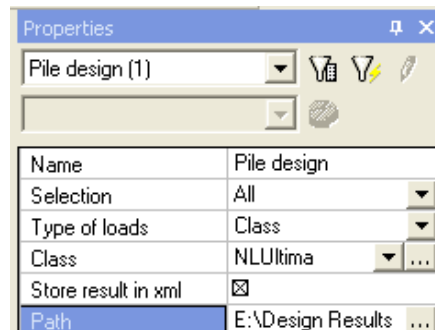 Properties
Pile design (1)
Name Pile design
Selection All
Type of loads Class
Class NLUltima ...
Store result in xml
Path E:\Design Results ...